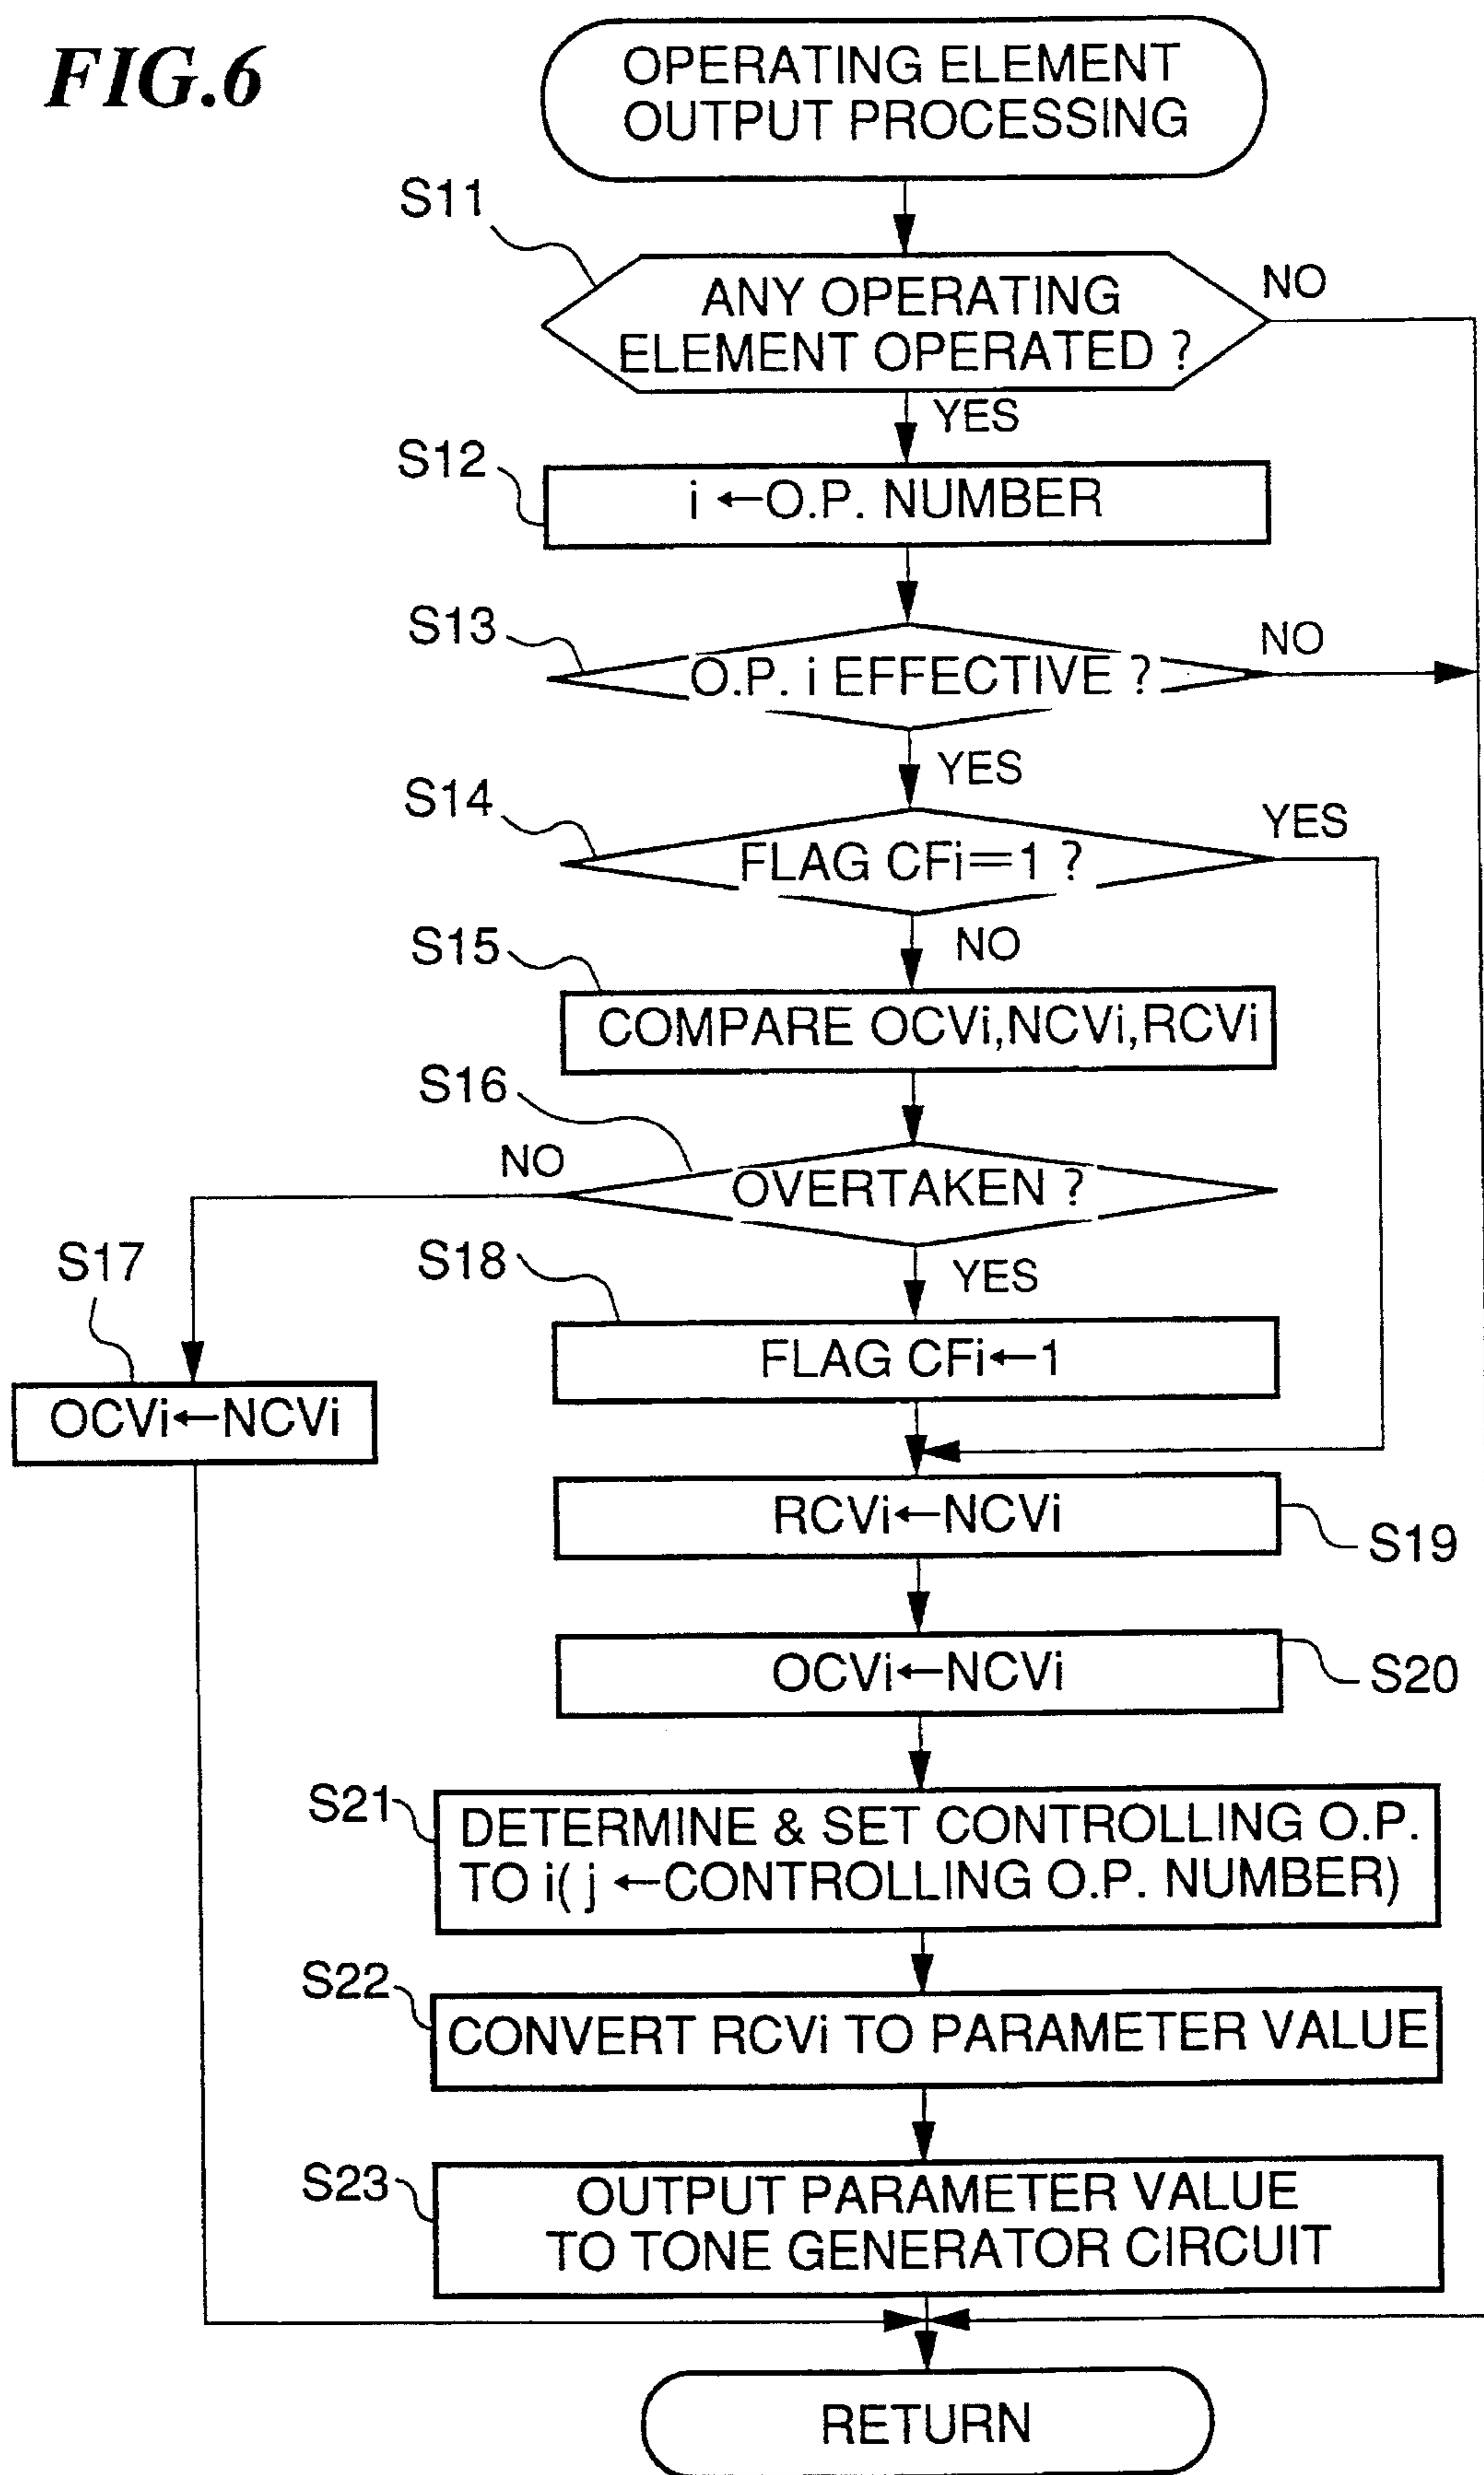 FIG.6
OPERATING ELEMENT
OUTPUT PROCESSING
S11
ANY OPERATING
ELEMENT OPERATED ?
NO
YES
S12
i ←O.P. NUMBER
S13
O.P. i EFFECTIVE ?
NO
YES
S14
FLAG CFi=1 ?
YES
NO
S15
COMPARE OCVi,NCVi,RCVi
S16
OVERTAKEN ?
NO
YES
S17
OCVi←NCVi
S18
FLAG CFi←1
RCVi←NCVi
S19
OCVi←NCVi
S20
S21
DETERMINE & SET CONTROLLING O.P.
TO i( j ←CONTROLLING O.P. NUMBER)
S22
CONVERT RCVi TO PARAMETER VALUE
S23
OUTPUT PARAMETER VALUE
TO TONE GENERATOR CIRCUIT
RETURN